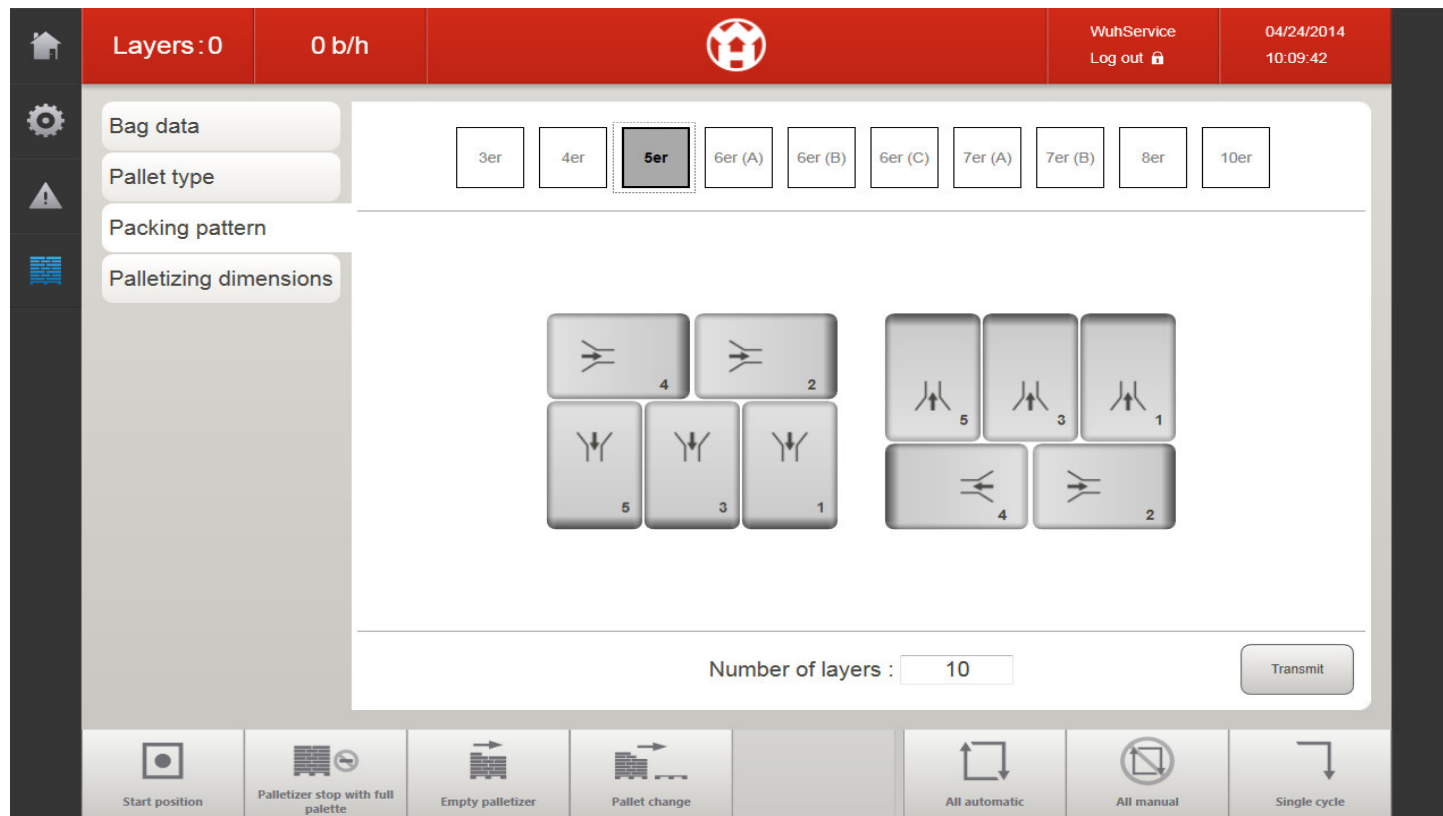 Layers: 0
0 b/h
WuhService
Log out
04/24/2014
10:09:42
Bag data
Pallet type
Packing pattern
Palletizing dimensions
3er
4er
5er
6er (A)
6er (B)
6er (C)
7er (A)
7er (B)
8er
10er
4
2
5
3
1
5
3
1
4
2
Number of layers : 10
Transmit
Start position
Palletizer stop with full
palette
Empty palletizer
Pallet change
All automatic
All manual
Single cycle